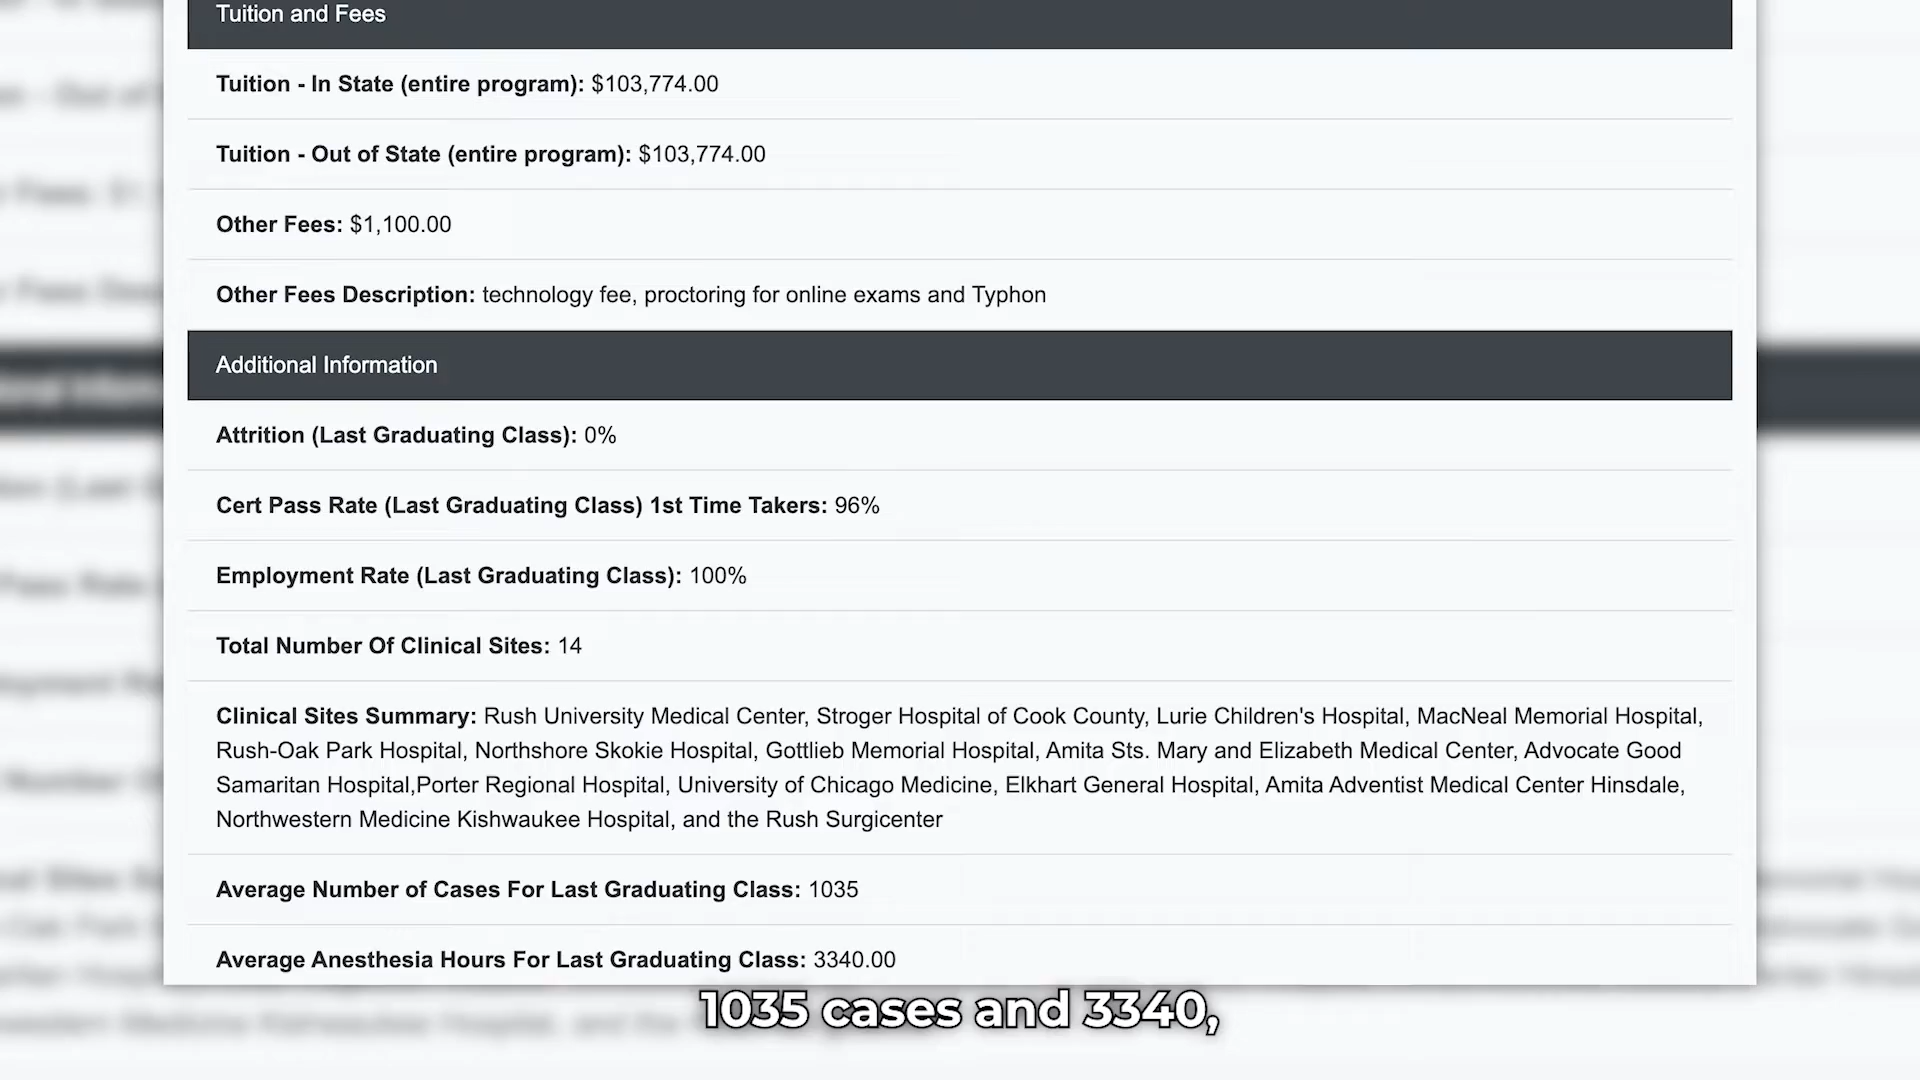 Tuition and Fees
Tuition - In State (entire program): $103,774.00
Tuition - Out of State (entire program): $103,774.00
Other Fees: $1,100.00
Other Fees Description: technology fee, proctoring for online exams and Typhon
Additional Information
Attrition (Last Graduating Class): 0%
Cert Pass Rate (Last Graduating Class) 1st Time Takers: 96%
Employment Rate (Last Graduating Class): 100%
Total Number Of Clinical Sites: 14
Clinical Sites Summary: Rush University Medical Center, Stroger Hospital of Cook County, Lurie Children's Hospital, MacNeal Memorial Hospital,
Rush-Oak Park Hospital, Northshore Skokie Hospital, Gottlieb Memorial Hospital, Amita Sts. Mary and Elizabeth Medical Center, Advocate Good
Samaritan Hospital,Porter Regional Hospital, University of Chicago Medicine, Elkhart General Hospital, Amita Adventist Medical Center Hinsdale,
Northwestern Medicine Kishwaukee Hospital, and the Rush Surgicenter
Average Number of Cases For Last Graduating Class: 1035
Average Anesthesia Hours For Last Graduating Class: 3340.00
1035 cases and 3340,